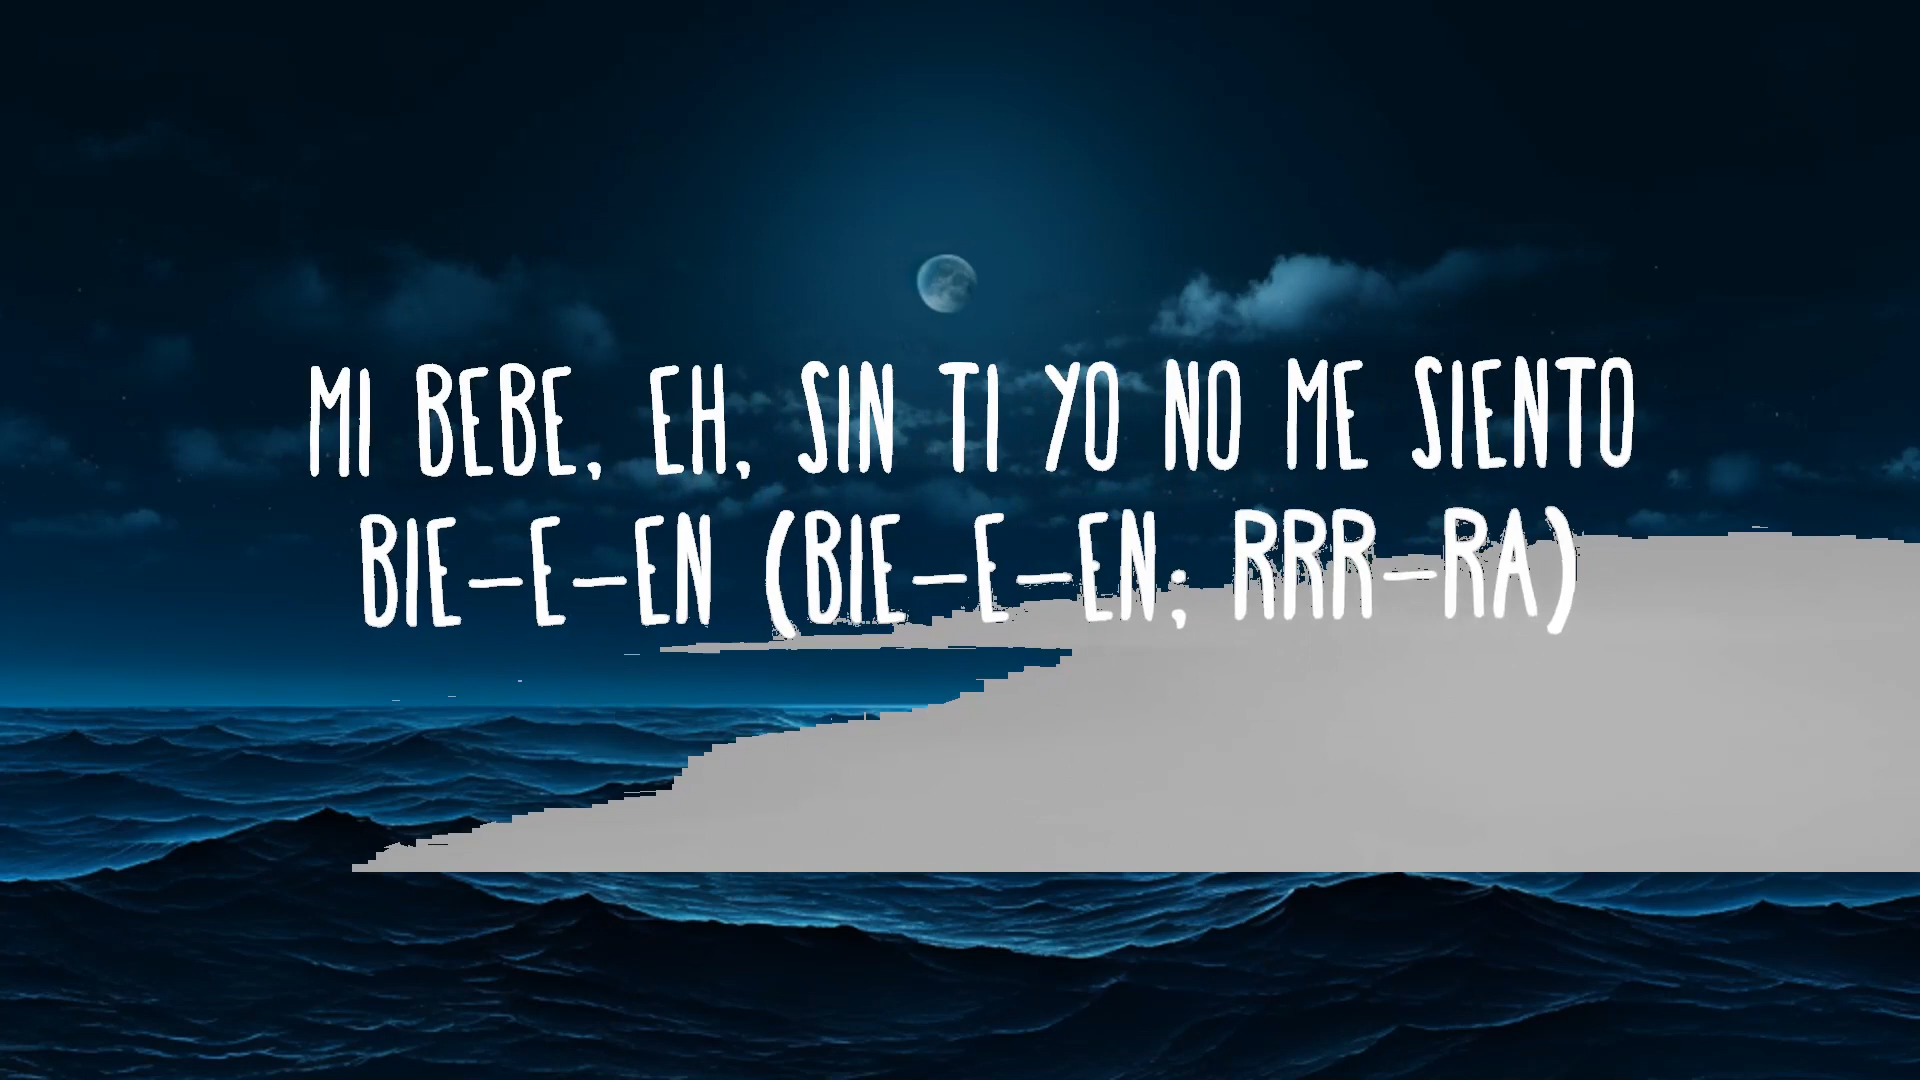 MI BEBE, EH, SIN TI YO NO ME SIENTO
BIE-E-EN (BIE-E-EN; RRR-RA)